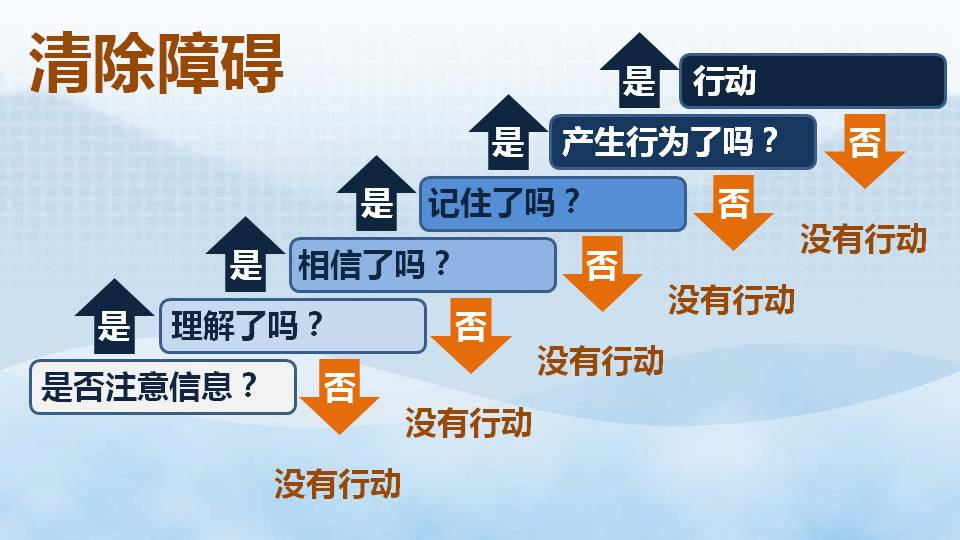 清除障碍
是
行动
是
产生行为了吗？
否
是
记住了吗？
否
没有行动
是
相信了吗？
否
没有行动
是
理解了吗？
否
没有行动
是否注意信息？
否
没有行动
没有行动